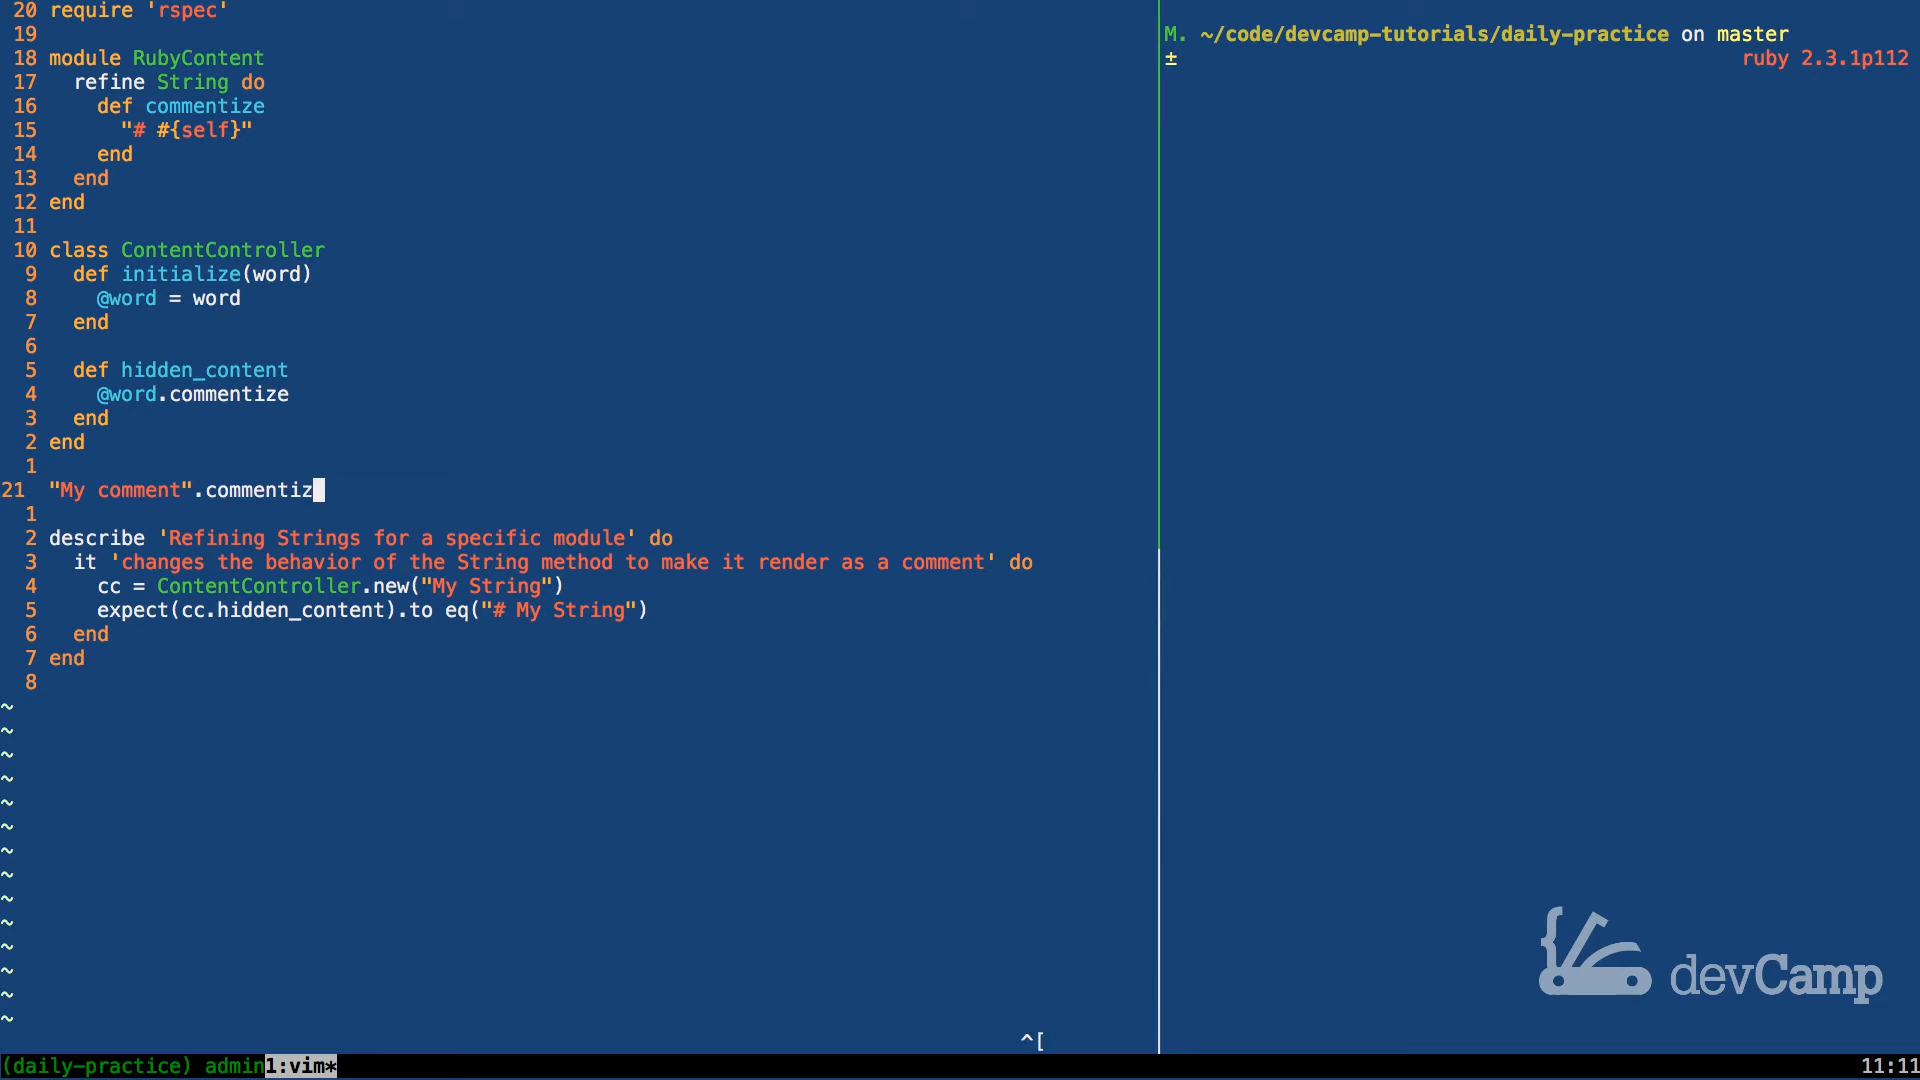 20 require 'rspec'
19
18 module RubyContent
17   refine String do
16     def commentize
15       "# #{self}"
14     end
13   end
12 end
11
10 class ContentController
9   def initialize(word)
8     @word = word
7   end
6
5   def hidden_content
4     @word.commentize
3   end
2 end
1
21 "My comment".commentiz
1
2 describe 'Refining Strings for a specific module' do
3   it 'changes the behavior of the String method to make it render as a comment' do
4     cc = ContentController.new("My String")
5     expect(cc.hidden_content).to eq("# My String")
6   end
7 end
8
~
~
~
~
~
~
~
~
~
~
~
~
~
~
^[
M. ~/code/devcamp-tutorials/daily-practice on master
± ruby 2.3.1p112
devCamp
(daily-practice) admin1:vim* 11:11